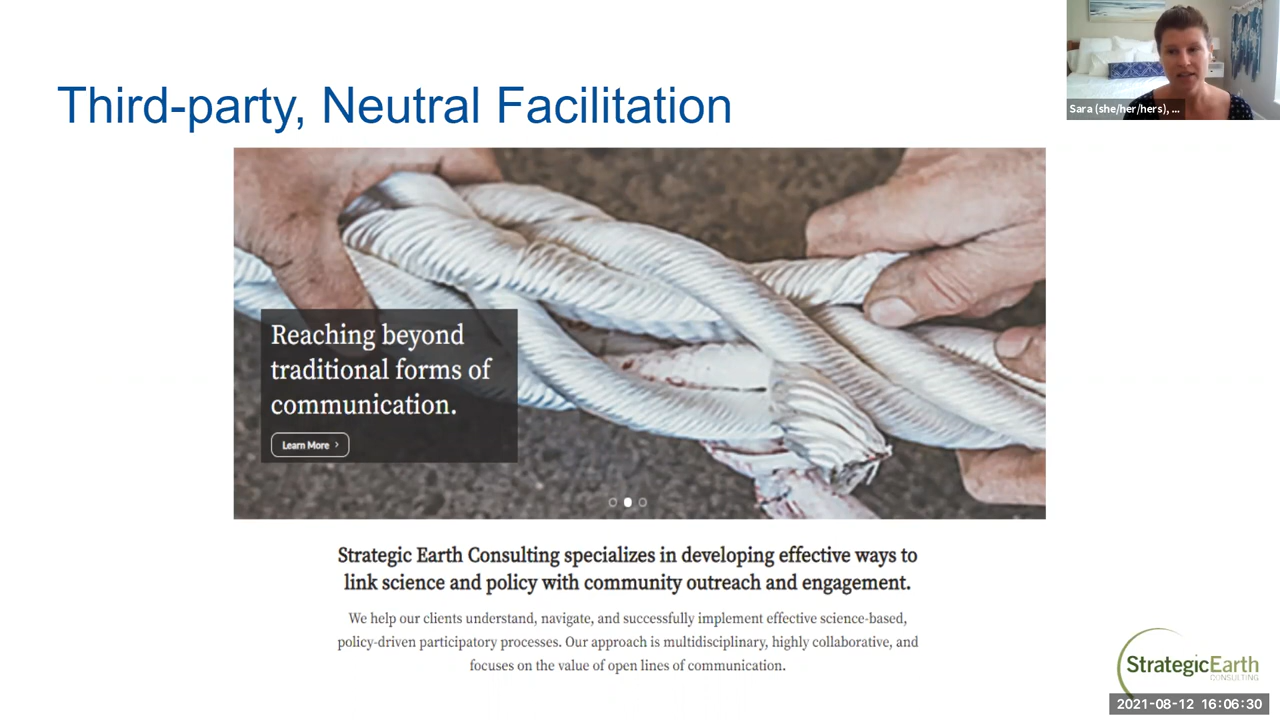 Third-party, Neutral Facilitation
Sara (she/her/hers), ...
Reaching beyond
traditional forms of
communication.
Learn More >
Strategic Earth Consulting specializes in developing effective ways to
link science and policy with community outreach and engagement.
We help our clients understand, navigate, and successfully implement effective science-based,
policy-driven participatory processes. Our approach is multidisciplinary, highly collaborative, and
focuses on the value of open lines of communication.
StrategicEarth
CONSULTING
2021-08-12 16:06:30